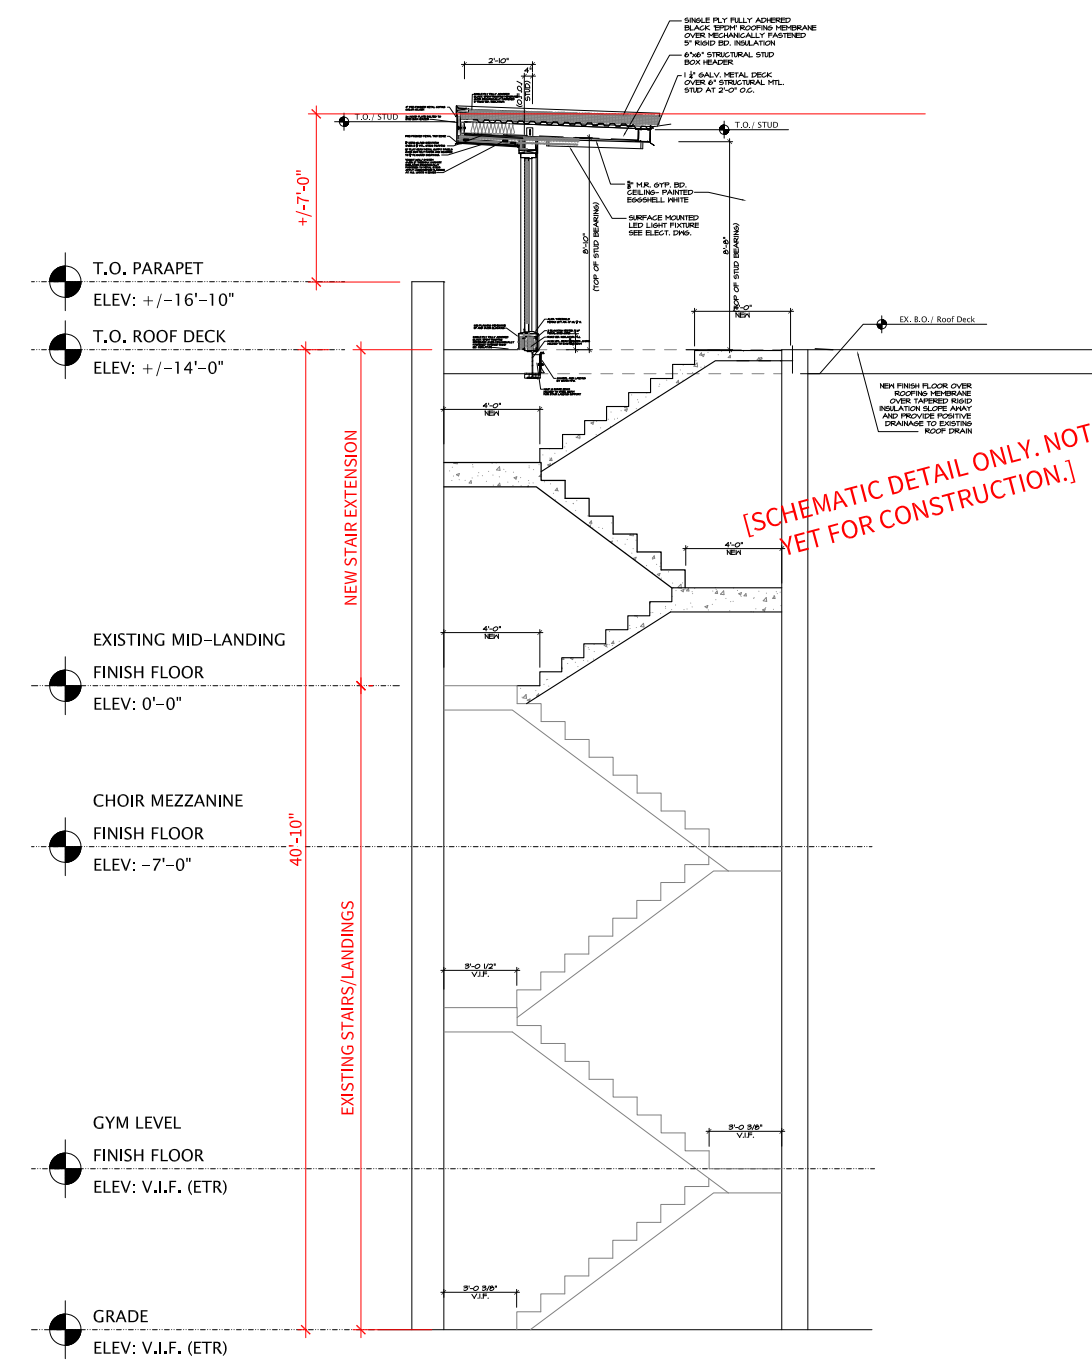 SINGLE PLY FULLY ADHERED
BLACK 'EPDM' ROOFING MEMBRANE
OVER MECHANICALLY FASTENED
5" RIGID BD. INSULATION
6"x6" STRUCTURAL STUD
BOX HEADER
1 ½" GALV. METAL DECK
OVER 6" STRUCTURAL MTL.
STUD AT 2'-0" O.C.
2'-10"
4"
(O.F.O./
STUD)
T.O./ STUD
T.O./ STUD
+/-7'-0"
M.R. GYP. BD.
CEILING- PAINTED
EGGSHELL WHITE
SURFACE MOUNTED
LED LIGHT FIXTURE
SEE ELECT. DWG.
8'-10"
(TOP OF STUD BEARING)
8'-8"
(TOP OF STUD BEARING)
T.O. PARAPET
ELEV: +/-16'-10"
T.O. ROOF DECK
ELEV: +/-14'-0"
NEW
EX. B.O./ Roof Deck
NEW FINISH FLOOR OVER
ROOFING MEMBRANE
OVER TAPERED RIGID
INSULATION SLOPE AWAY
AND PROVIDE POSITIVE
DRAINAGE TO EXISTING
ROOF DRAIN
4'-0"
NEW
[SCHEMATIC DETAIL ONLY. NOT
YET FOR CONSTRUCTION.]
NEW STAIR EXTENSION
4'-0"
NEW
4'-0"
NEW
EXISTING MID-LANDING
FINISH FLOOR
ELEV: 0'-0"
CHOIR MEZZANINE
FINISH FLOOR
ELEV: -7'-0"
40'-10"
EXISTING STAIRS/LANDINGS
3'-0 1/2"
V.I.F.
GYM LEVEL
FINISH FLOOR
ELEV: V.I.F. (ETR)
3'-0 3/8"
V.I.F.
3'-0 3/8"
V.I.F.
GRADE
ELEV: V.I.F. (ETR)